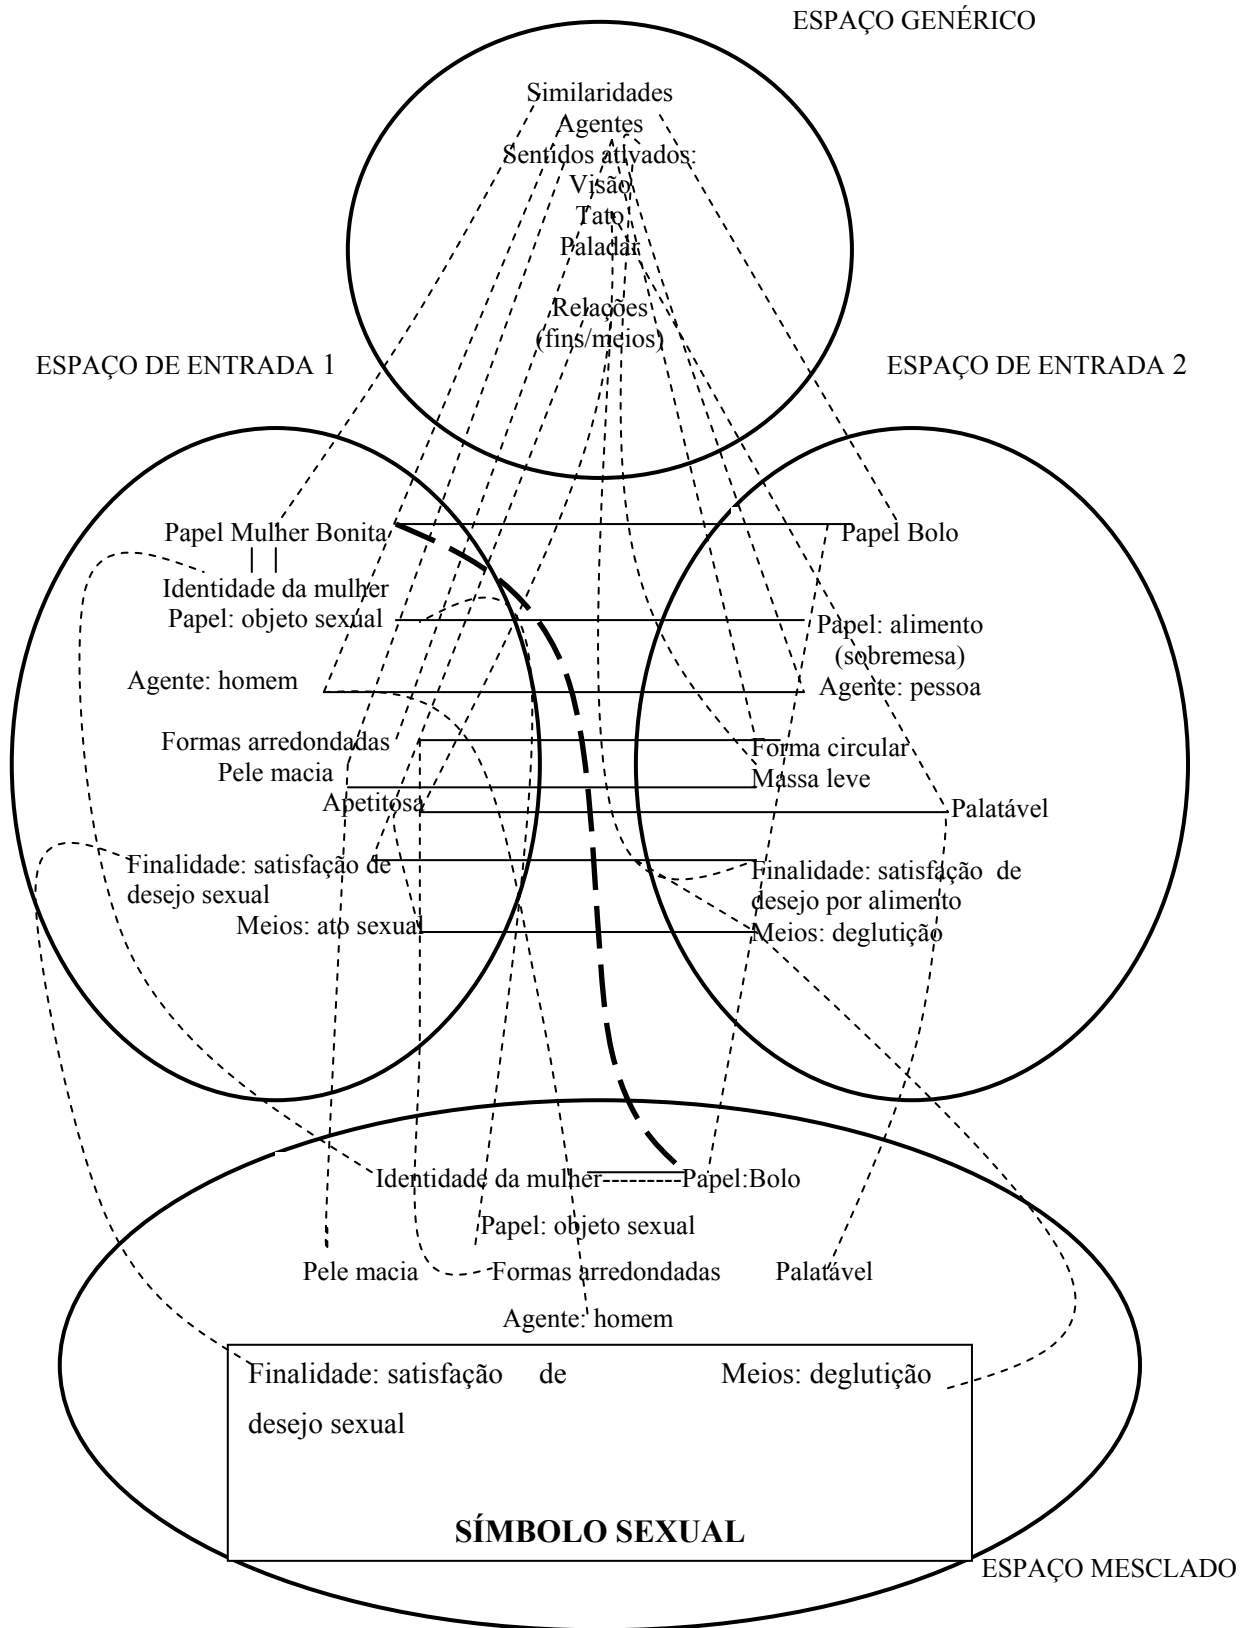 ESPAÇO GENÉRICO
Similaridades
Agentes
Sentidos ativados:
Visão
Tato
Paladar
Relações
(fins/meios)
ESPAÇO DE ENTRADA 1
ESPAÇO DE ENTRADA 2
Papel Mulher Bonita
Identidade da mulher
Papel: objeto sexual
Agente: homem
Formas arredondadas
Pele macia
Apetitosa
Finalidade: satisfação de
desejo sexual
Meios: ato sexual
Papel Bolo
Papel: alimento
(sobremesa)
Agente: pessoa
Forma circular
Massa leve
Palatável
Finalidade: satisfação de
desejo por alimento
Meios: deglutição
Identidade da mulher---------Papel:Bolo
Papel: objeto sexual
Pele macia Formas arredondadas Palatável
Agente: homem
Finalidade: satisfação de Meios: deglutição
desejo sexual
SÍMBOLO SEXUAL
ESPAÇO MESCLADO